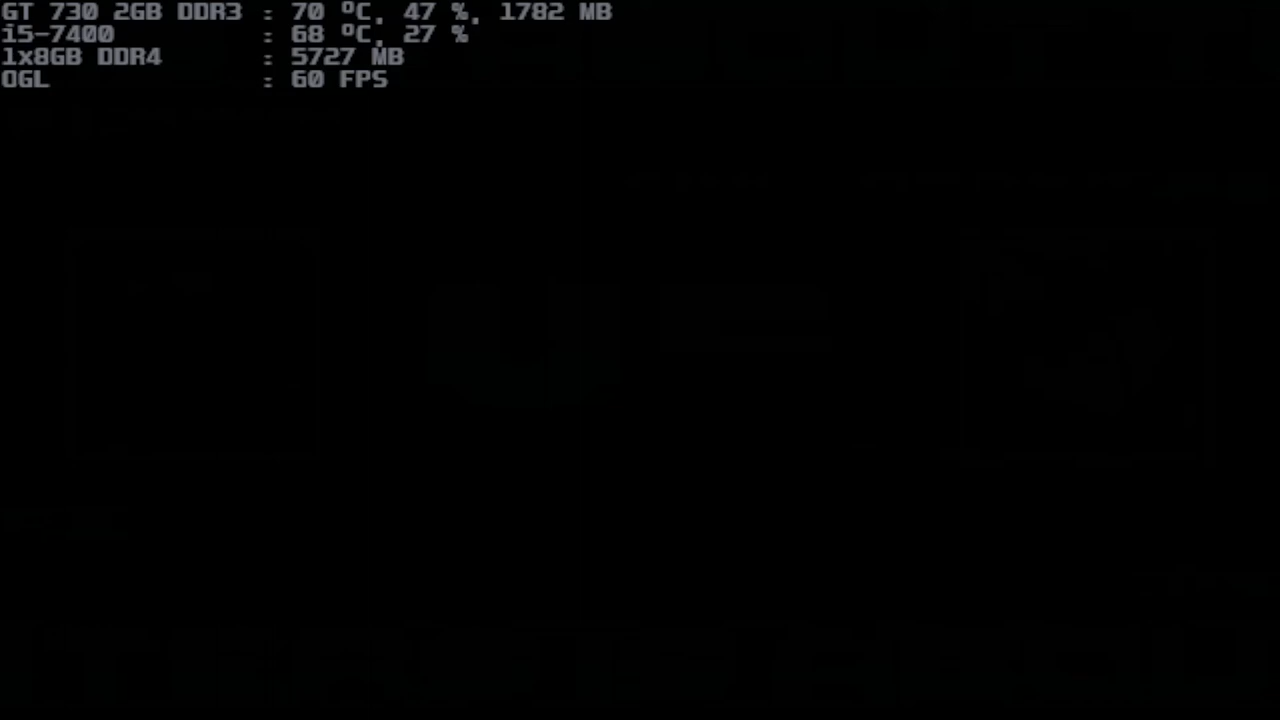 GT 730 2GB DDR3 : 70 ºC, 47 %, 1782 MB
i5-7400 : 68 ºC, 27 %
1x8GB DDR4 : 5727 MB
OGL : 60 FPS